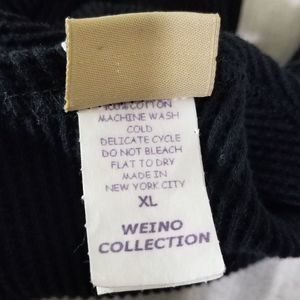 100% COTTON
MACHINE WASH
COLD
DELICATE CYCLE
DO NOT BLEACH
FLAT TO DRY
MADE IN
NEW YORK CITY
XL
WEINO
COLLECTION